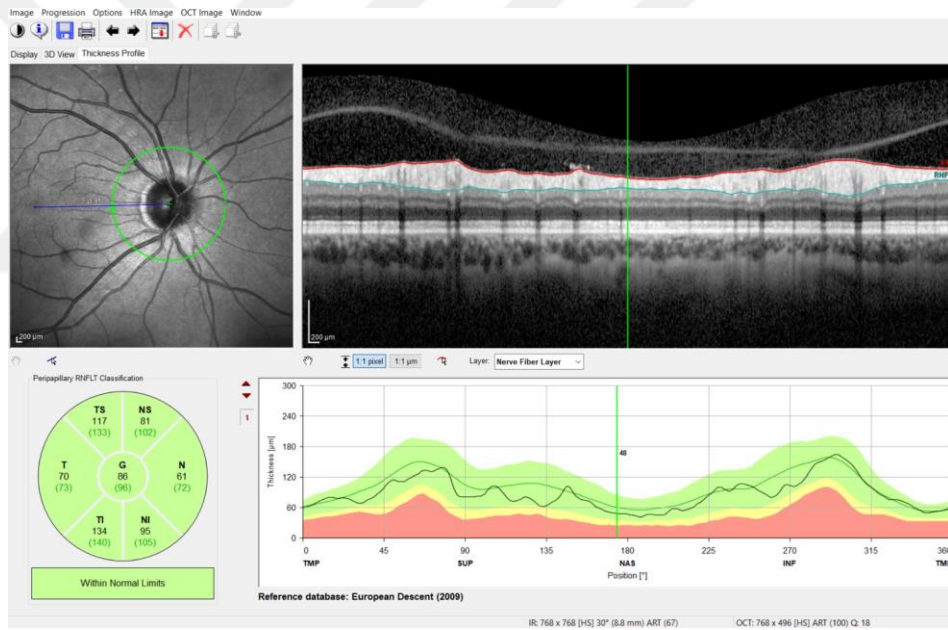 Image Progression Options HRA Image OCT Image Window
Display 3D View Thickness Profile
200 µm
200 µm
1:1 pixel 1:1 µm Layer: Nerve Fiber Layer
Peripapillary RNFLT Classification
TS
117
(133)
NS
81
(102)
T
70
(73)
G
86
(96)
N
61
(72)
TI
134
(140)
NI
95
(105)
Within Normal Limits
1
Thickness [µm]
300
240
180
120
60
0
48
0 45 90 135 180 225 270 315 360
TMP SUP NAS INF
Position [°]
Reference database: European Descent (2009)
IR: 768 x 768 [HS] 30° (8.8 mm) ART (67) OCT: 768 x 496 [HS] ART (100) Q: 18